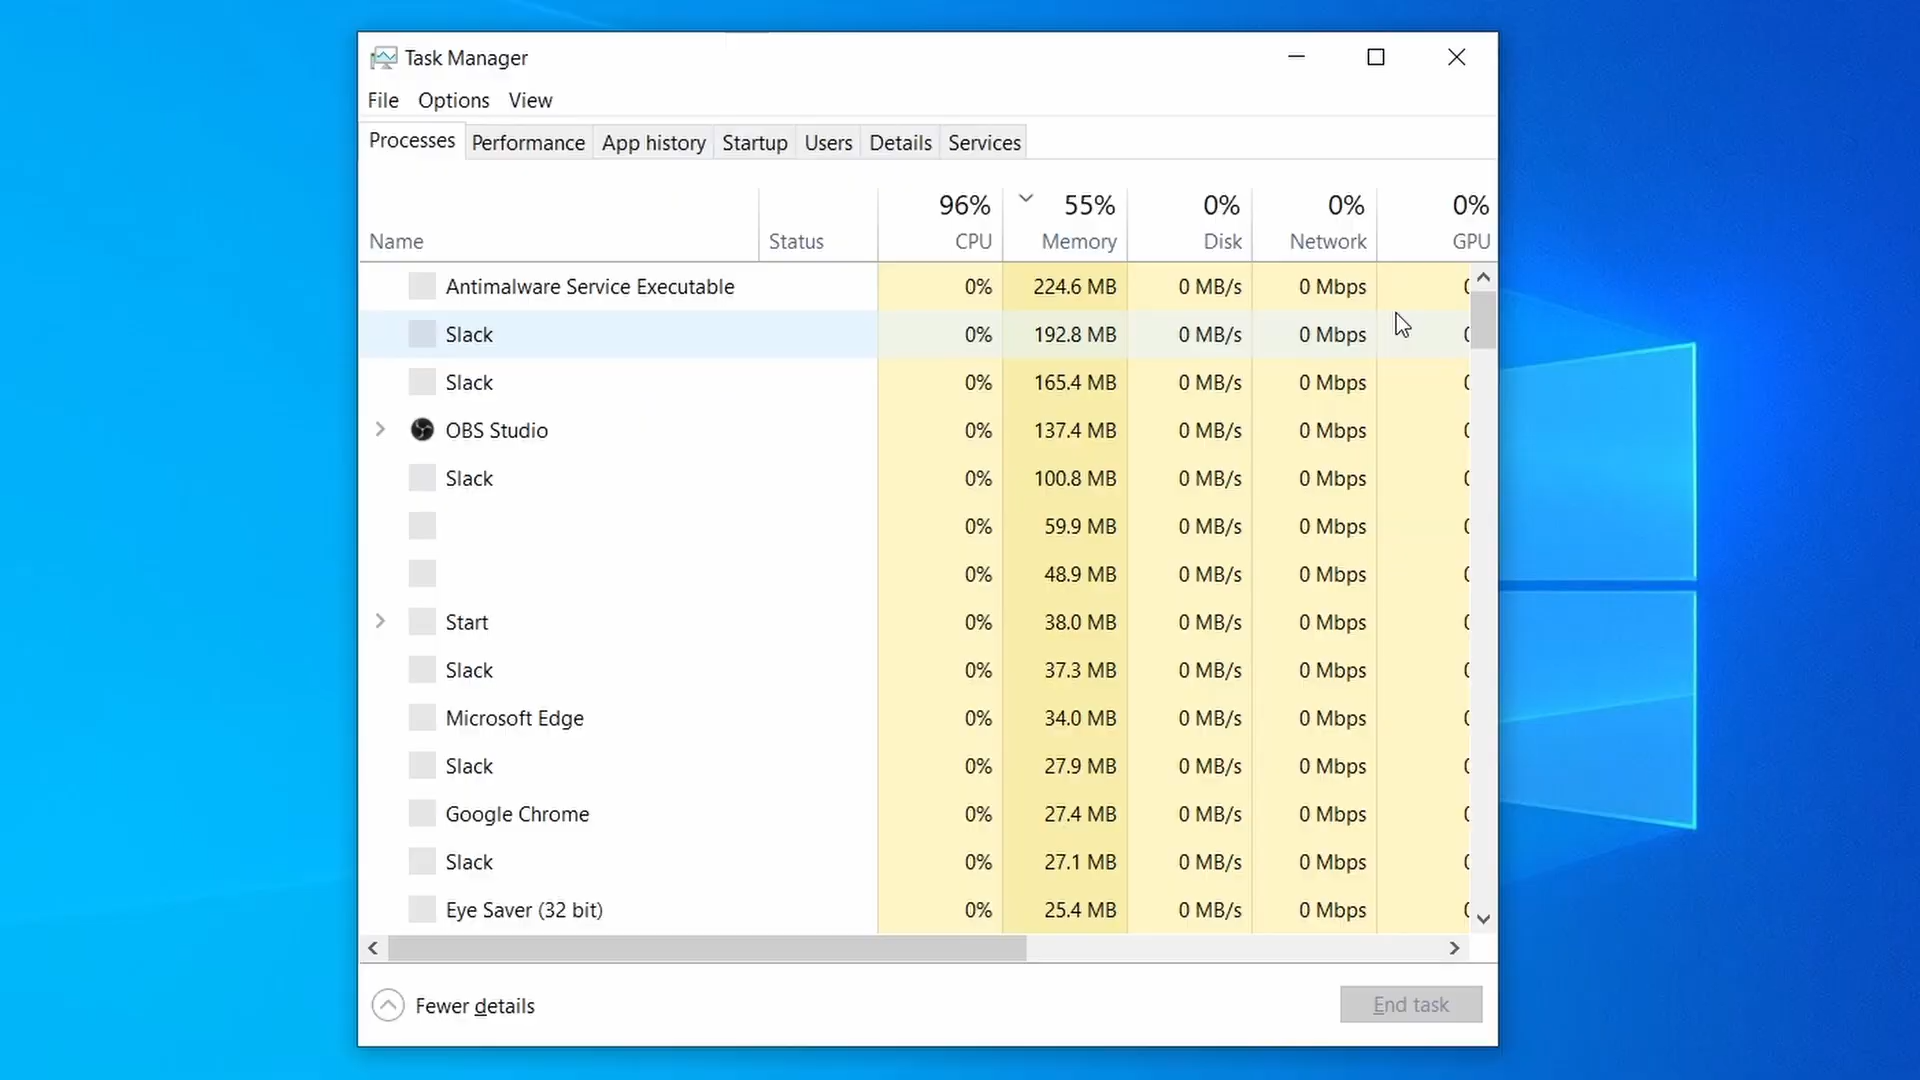 Task Manager
File Options View
Processes Performance App history Startup Users Details Services
96% 55% 0% 0% 0%
Name Status CPU Memory Disk Network GPU
Antimalware Service Executable 0% 224.6 MB 0 MB/s 0 Mbps
Slack 0% 192.8 MB 0 MB/s 0 Mbps
Slack 0% 165.4 MB 0 MB/s 0 Mbps
OBS Studio 0% 137.4 MB 0 MB/s 0 Mbps
Slack 0% 100.8 MB 0 MB/s 0 Mbps
0% 59.9 MB 0 MB/s 0 Mbps
0% 48.9 MB 0 MB/s 0 Mbps
Start 0% 38.0 MB 0 MB/s 0 Mbps
Slack 0% 37.3 MB 0 MB/s 0 Mbps
Microsoft Edge 0% 34.0 MB 0 MB/s 0 Mbps
Slack 0% 27.9 MB 0 MB/s 0 Mbps
Google Chrome 0% 27.4 MB 0 MB/s 0 Mbps
Slack 0% 27.1 MB 0 MB/s 0 Mbps
Eye Saver (32 bit) 0% 25.4 MB 0 MB/s 0 Mbps
Fewer details End task